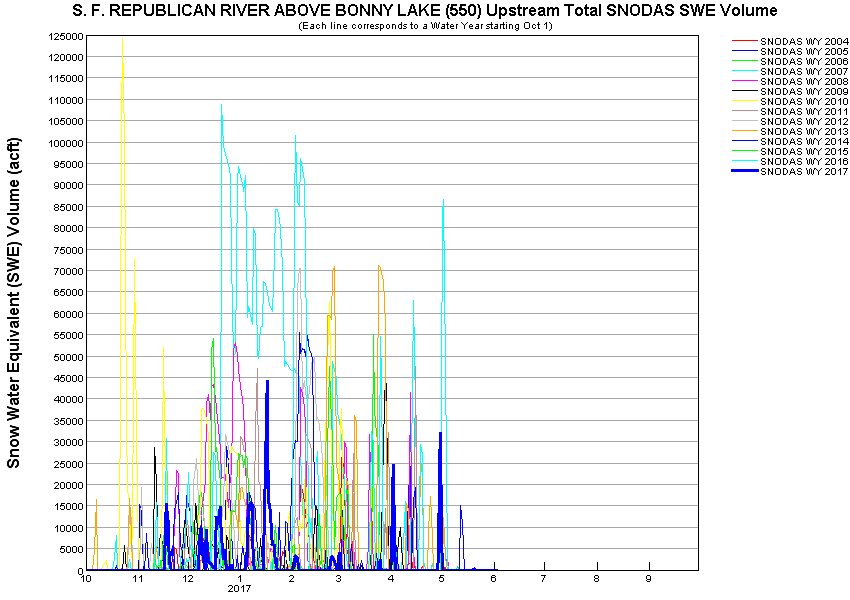 S. F. REPUBLICAN RIVER ABOVE BONNY LAKE (550) Upstream Total SNODAS SWE Volume
(Each line corresponds to a Water Year starting Oct 1)
Snow Water Equivalent (SWE) Volume (acft)
125000
120000
115000
110000
105000
100000
95000
90000
85000
80000
75000
70000
65000
60000
55000
50000
45000
40000
35000
30000
25000
20000
15000
10000
5000
0
10 11 12 1 2 3 4 5 6 7 8 9
2017
SNODAS WY 2004
SNODAS WY 2005
SNODAS WY 2006
SNODAS WY 2007
SNODAS WY 2008
SNODAS WY 2009
SNODAS WY 2010
SNODAS WY 2011
SNODAS WY 2012
SNODAS WY 2013
SNODAS WY 2014
SNODAS WY 2015
SNODAS WY 2016
SNODAS WY 2017